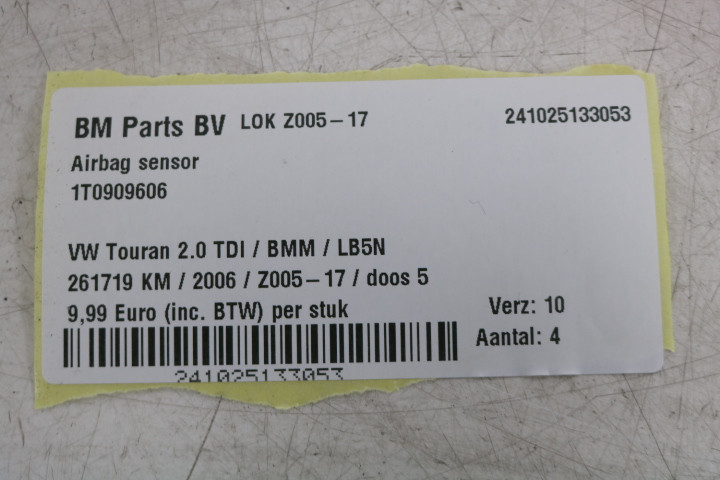 BM Parts BV LOK Z005-17 241025133053
Airbag sensor
1T0909606
VW Touran 2.0 TDI / BMM / LB5N
261719 KM / 2006 / Z005-17 / doos 5
9,99 Euro (inc. BTW) per stuk Verz: 10
Aantal: 4
241025133053